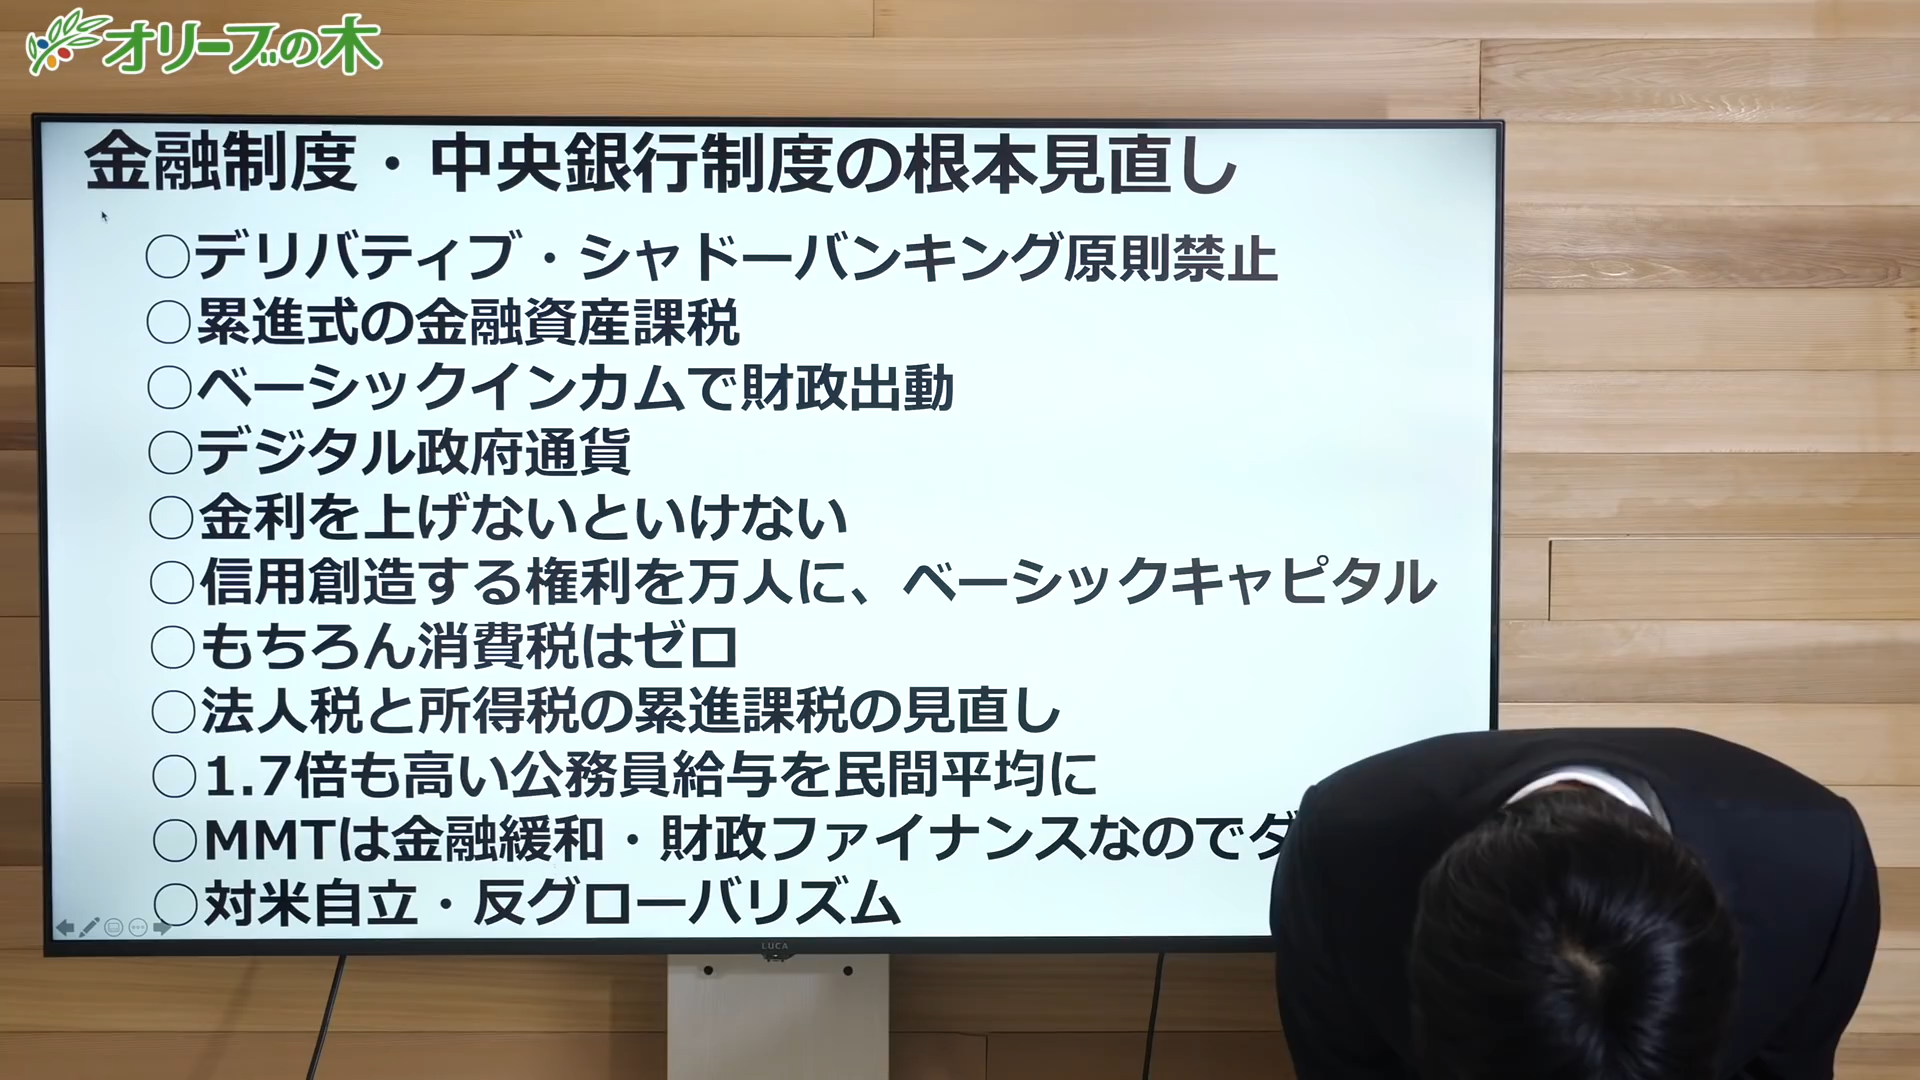 オリーブの木
金融制度・中央銀行制度の根本見直し
○デリバティブ・シャドーバンキング原則禁止
○累進式の金融資産課税
○ベーシックインカムで財政出動
○デジタル政府通貨
○金利を上げないといけない
○信用創造する権利を万人に、ベーシックキャピタル
○もちろん消費税はゼロ
○法人税と所得税の累進課税の見直し
○1.7倍も高い公務員給与を民間平均に
○MMTは金融緩和・財政ファイナンスなのでダ
○対米自立・反グローバリズム
LUCA